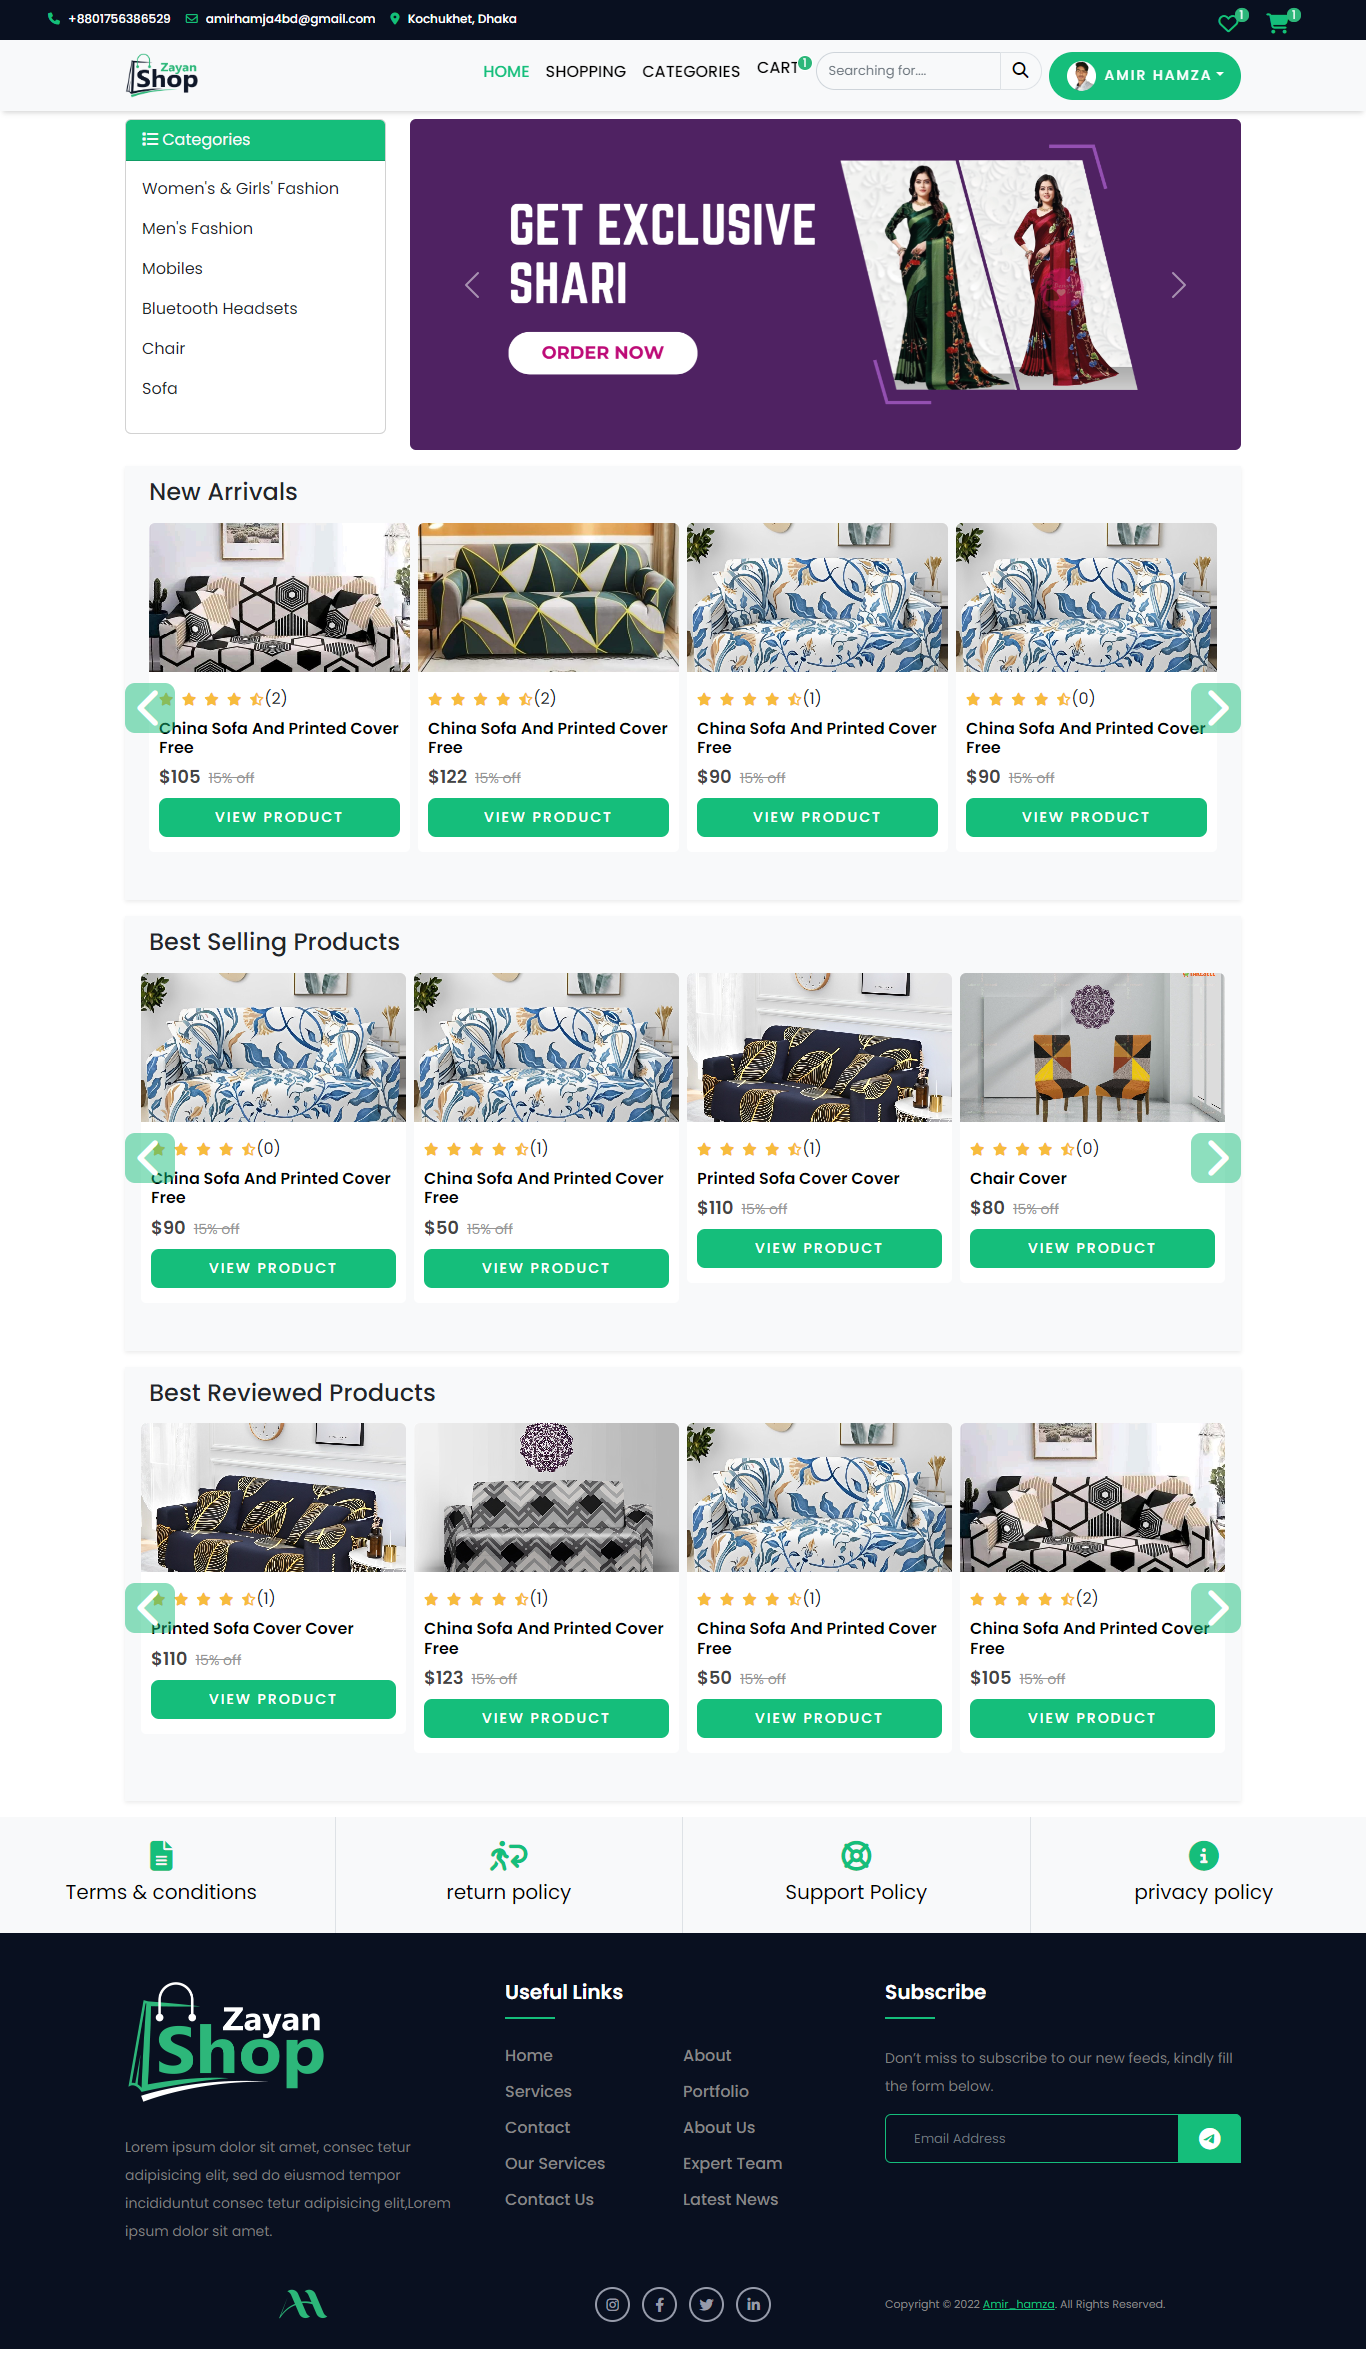 +8801756386529 amirhamja4bd@gmail.com Kochukhet, Dhaka 1 1
Zayan
Shop
HOME SHOPPING CATEGORIES CART 1 Searching for.... AMIR HAMZA
Categories
Women's & Girls' Fashion
Men's Fashion
Mobiles
Bluetooth Headsets
Chair
Sofa
GET EXCLUSIVE
SHARI
ORDER NOW
New Arrivals
(2) (2) (1) (0)
China Sofa And Printed Cover China Sofa And Printed Cover China Sofa And Printed Cover China Sofa And Printed Cover
Free Free Free Free
$105 15% off $122 15% off $90 15% off $90 15% off
VIEW PRODUCT VIEW PRODUCT VIEW PRODUCT VIEW PRODUCT
Best Selling Products
(0) (1) (1) (0)
China Sofa And Printed Cover China Sofa And Printed Cover Printed Sofa Cover Cover Chair Cover
Free Free
$90 15% off $50 15% off $110 15% off $80 15% off
VIEW PRODUCT VIEW PRODUCT VIEW PRODUCT VIEW PRODUCT
Best Reviewed Products
(1) (1) (1) (2)
Printed Sofa Cover Cover China Sofa And Printed Cover China Sofa And Printed Cover China Sofa And Printed Cover
Free Free Free
$110 15% off $123 15% off $50 15% off $105 15% off
VIEW PRODUCT VIEW PRODUCT VIEW PRODUCT VIEW PRODUCT
Terms & conditions return policy Support Policy privacy policy
Zayan
Shop
Lorem ipsum dolor sit amet, consec tetur
adipisicing elit, sed do eiusmod tempor
incididuntut consec tetur adipisicing elit,Lorem
ipsum dolor sit amet.
Useful Links
Home About
Services Portfolio
Contact About Us
Our Services Expert Team
Contact Us Latest News
Subscribe
Don't miss to subscribe to our new feeds, kindly fill
the form below.
Email Address
Copyright © 2022 Amir_hamza. All Rights Reserved.